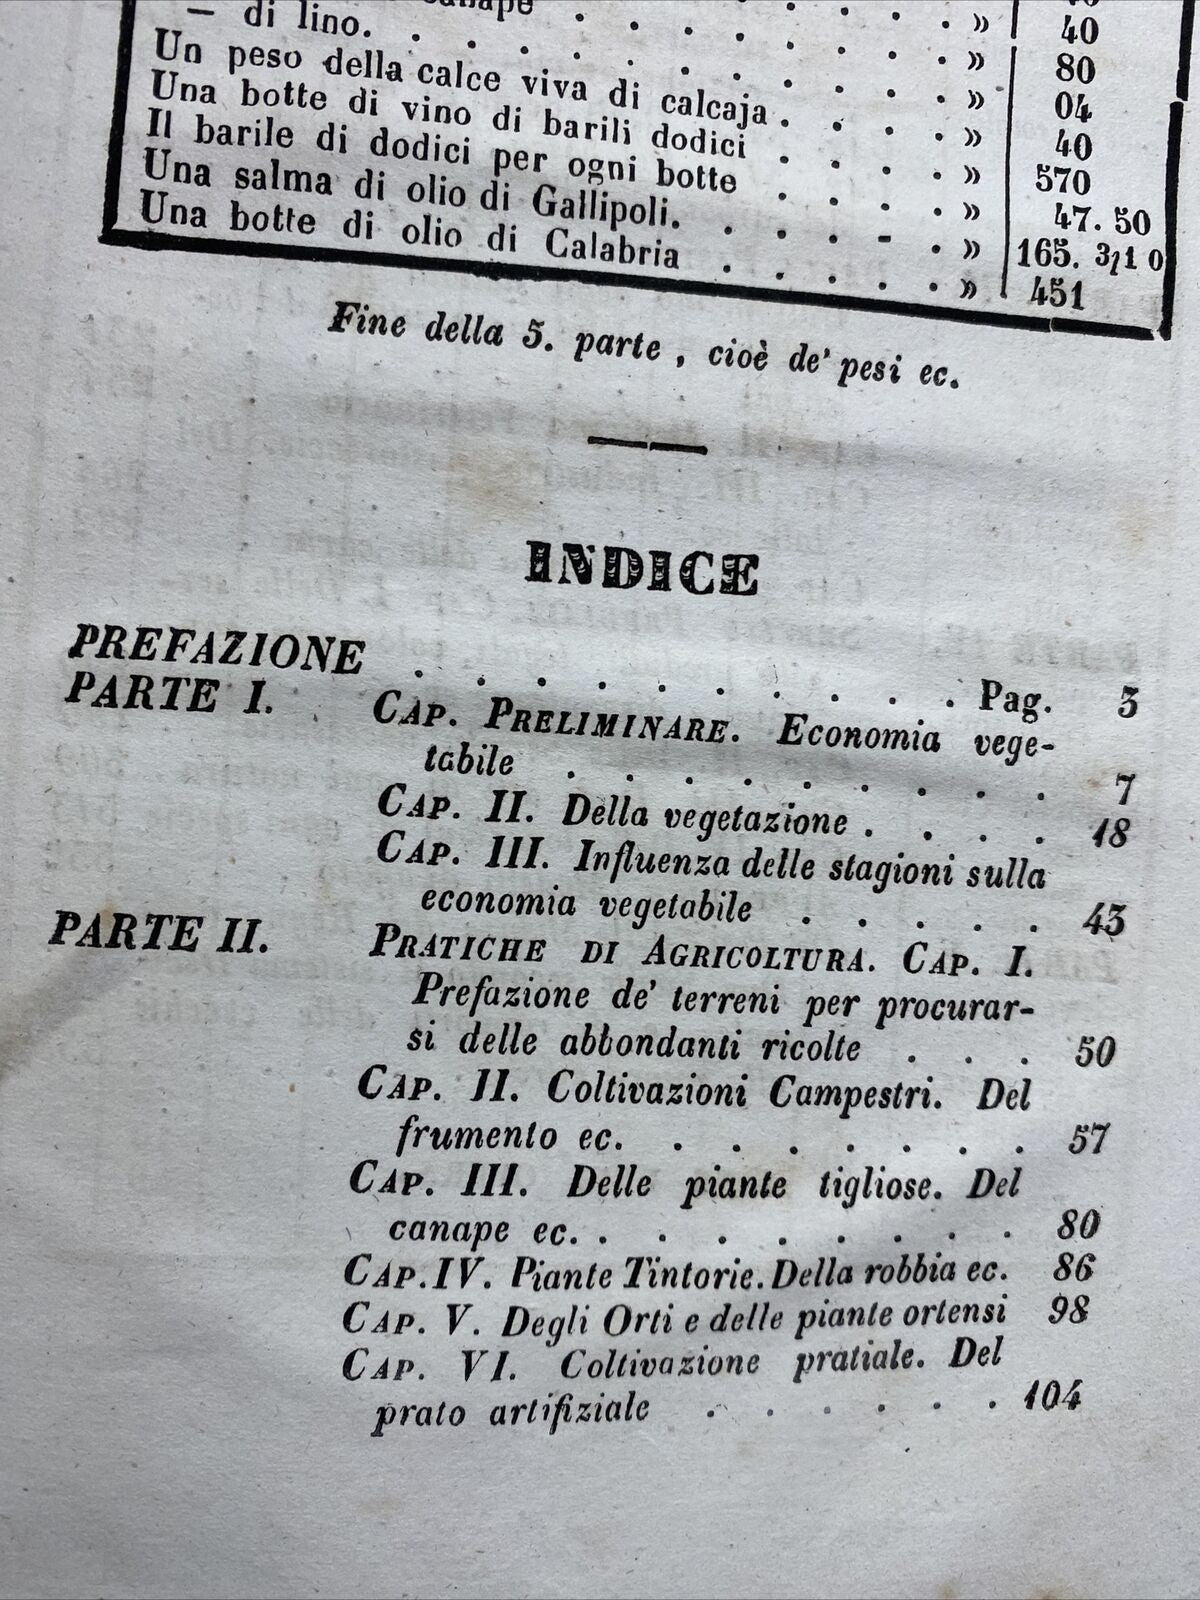 canape . . . . . . . . »
— di lino. . . . . . . . . . » 40
Un peso della calce viva di calcaja . . . . » 80
Una botte di vino di barili dodici . . . . » 04
Il barile di dodici per ogni botte . . . . » 40
Una salma di olio di Gallipoli. . . . . . » 570
Una botte di olio di Calabria . . . . . »
47. 50
165. 3/1 0
451
Fine della 5. parte , cioè de' pesi ec.
INDICE
PREFAZIONE . . . . . . . . . . Pag. 3
PARTE I. CAP. PRELIMINARE. Economia vege-
tabile . . . . . . . . . 7
CAP. II. Della vegetazione . . . . 18
CAP. III. Influenza delle stagioni sulla
economia vegetabile . . . . . 43
PARTE II. PRATICHE DI AGRICOLTURA. CAP. I.
Prefazione de' terreni per procurar-
si delle abbondanti ricolte . . . 50
CAP. II. Coltivazioni Campestri. Del
frumento ec. . . . . . . . 57
CAP. III. Delle piante tigliose. Del
canape ec. . . . . . . . . 80
CAP. IV. Piante Tintorie. Della robbia ec. 86
CAP. V. Degli Orti e delle piante ortensi 98
CAP. VI. Coltivazione pratiale. Del
prato artifiziale . . . . . . 104